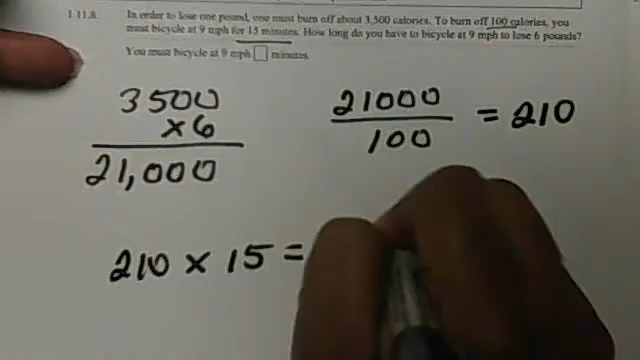 1.11.8. In order to lose one pound, one must burn off about 3,500 calories. To burn off 100 calories, you
must bicycle at 9 mph for 15 minutes. How long do you have to bicycle at 9 mph to lose 6 pounds?
You must bicycle at 9 mph minutes.
3500
x6
21,000
21000
100
= 210
210 x 15 =